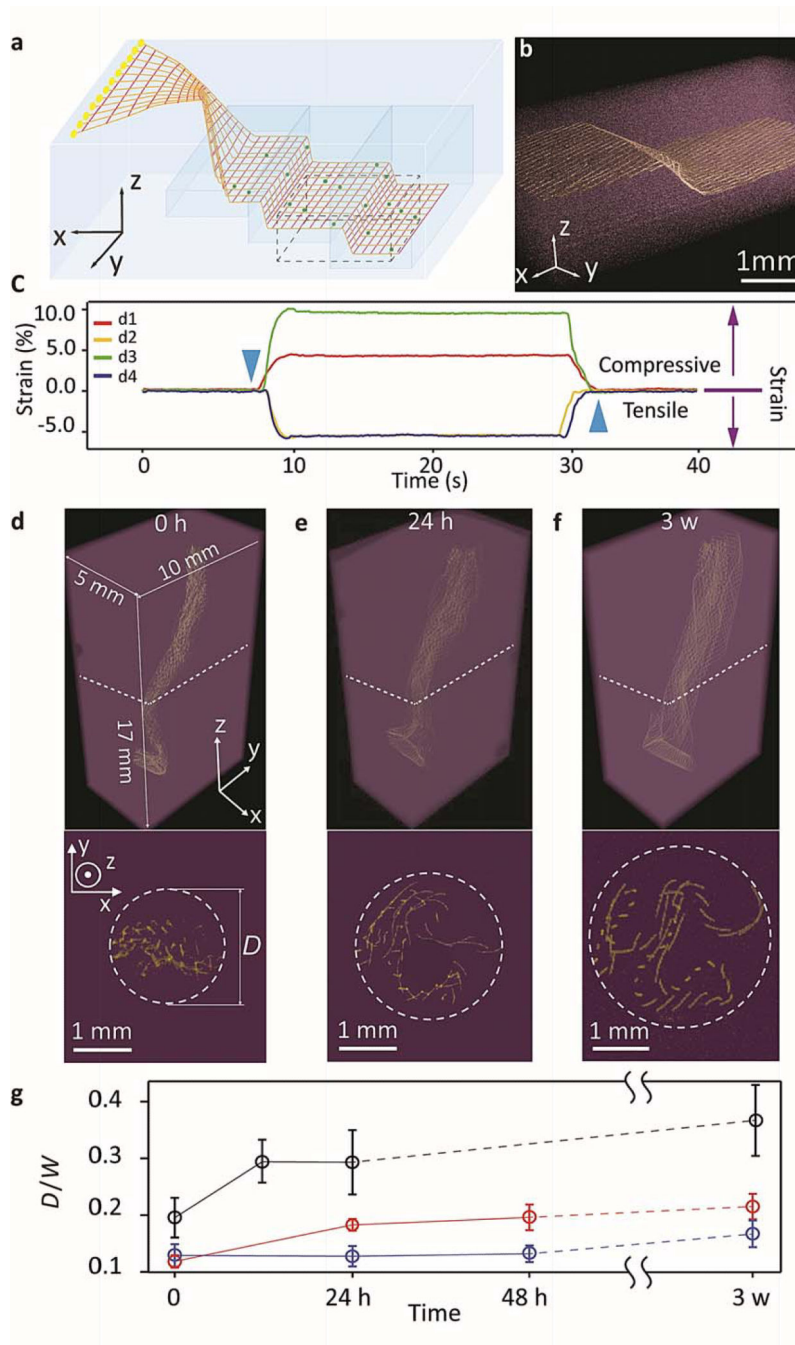 a
z
x
y
b
z
x
y
1mm
C
10.0
5.0
0.0
-5.0
Strain (%)
d1
d2
d3
d4
Compressive
Tensile
Strain
0
10
20
30
40
Time (s)
d
0 h
5 mm
10 mm
17 mm
z
y
x
e
24 h
f
3 w
y
z
x
D
1 mm
1 mm
1 mm
g
0.4
0.3
0.2
0.1
D/W
0
24 h
48 h
3 w
Time